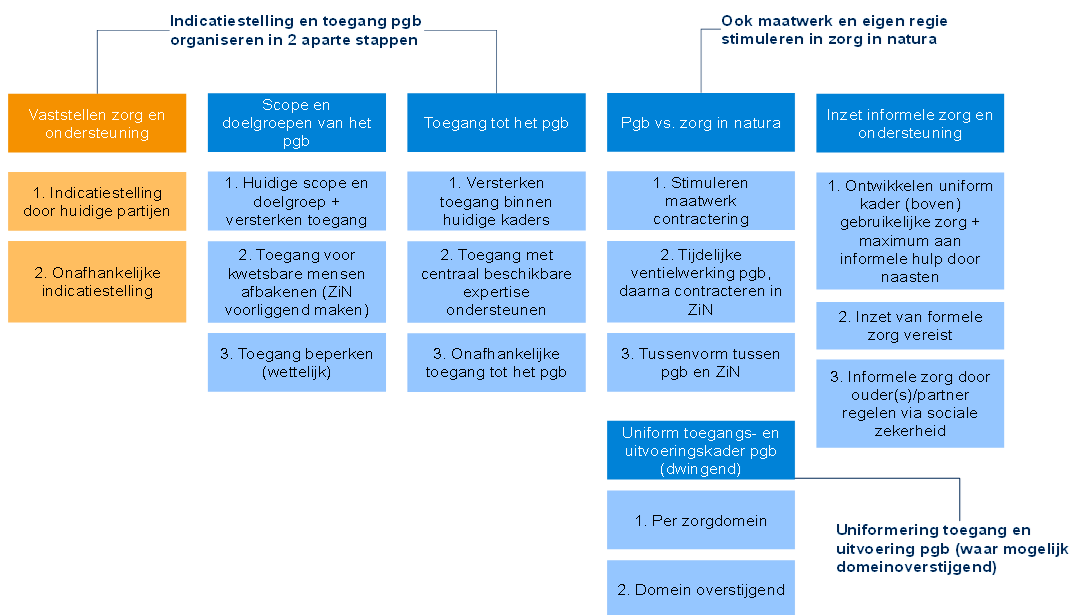 Indicatiestelling en toegang pgb
organiseren in 2 aparte stappen
Ook maatwerk en eigen regie
stimuleren in zorg in natura
Vaststellen zorg en
ondersteuning
1. Indicatiestelling
door huidige partijen
2. Onafhankelijke
indicatiestelling
Scope en
doelgroepen van het
pgb
1. Huidige scope en
doelgroep +
versterken toegang
2. Toegang voor
kwetsbare mensen
afbakenen (ZiN
voorliggend maken)
3. Toegang beperken
(wettelijk)
Toegang tot het pgb
1. Versterken
toegang binnen
huidige kaders
2. Toegang met
centraal beschikbare
expertise
ondersteunen
3. Onafhankelijke
toegang tot het pgb
Pgb vs. zorg in natura
1. Stimuleren
maatwerk
contractering
2. Tijdelijke
ventielwerking pgb,
daarna contracteren in
ZiN
3. Tussenvorm tussen
pgb en ZiN
Inzet informele zorg en
ondersteuning
1. Ontwikkelen uniform
kader (boven)
gebruikelijke zorg +
maximum aan
informele hulp door
naasten
2. Inzet van formele
zorg vereist
3. Informele zorg door
ouder(s)/partner
regelen via sociale
zekerheid
Uniform toegangs- en
uitvoeringskader pgb
(dwingend)
1. Per zorgdomein
2. Domein overstijgend
Uniformering toegang en
uitvoering pgb (waar mogelijk
domeinoverstijgend)